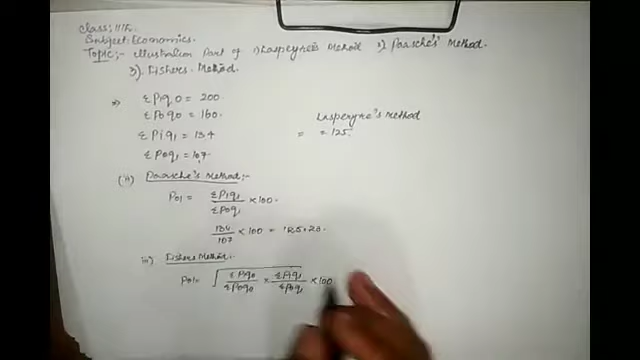 Class: 11th.
Subject: Economics.
Topic:- illustration Part of 1) Laspeyre's Method 2) Paasche's Method.
3). Fishers Method.
ΣP1q0 = 200
ΣP0q0 = 160
ΣP1q1 = 134
ΣP0q1 = 107
Laspeyre's Method
= = 125.
(ii) Paasche's Method:-
P01 = ΣP1q1 / ΣP0q1 × 100.
134 / 107 × 100 = 125.20.
iii) Fishers Method:-
P01 = √ ΣP1q0 / ΣP0q0 × ΣP1q1 / ΣP0q1 × 100